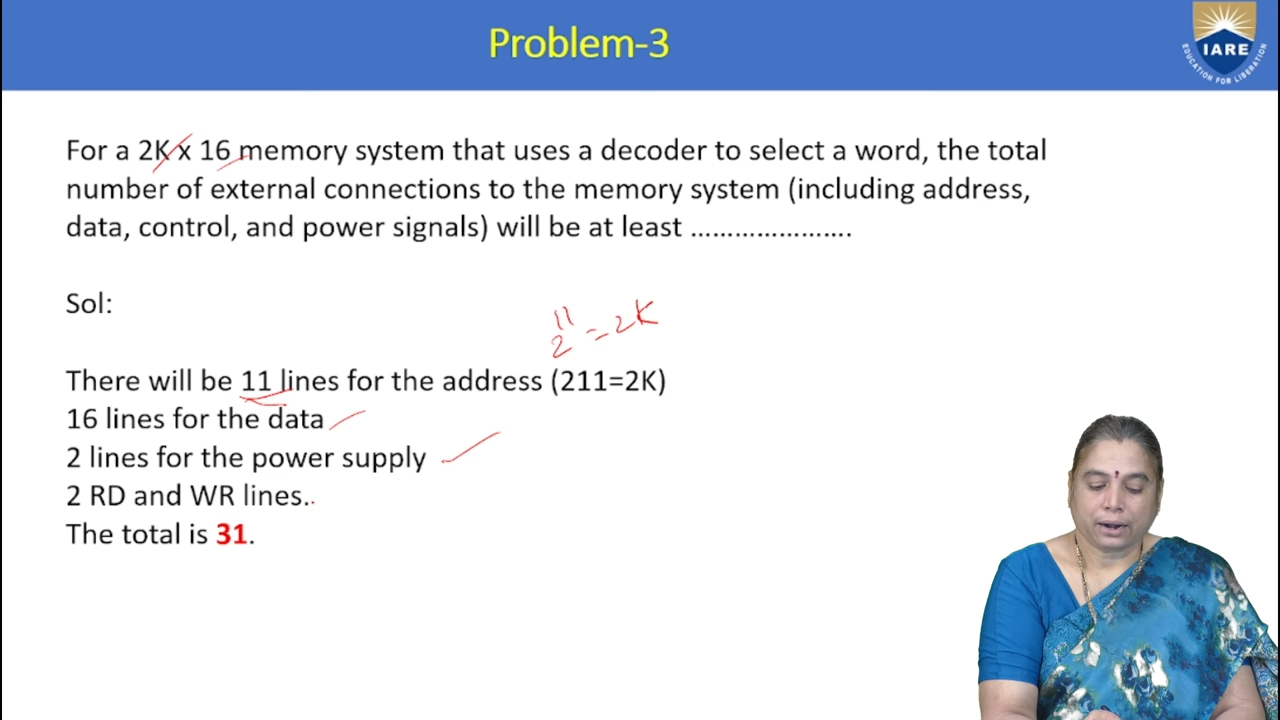 Problem-3
IARE
EDUCATION FOR LIBERATION
For a 2K x 16 memory system that uses a decoder to select a word, the total
number of external connections to the memory system (including address,
data, control, and power signals) will be at least …………………..
Sol:
2^11 = 2K
There will be 11 lines for the address (211=2K)
16 lines for the data
2 lines for the power supply
2 RD and WR lines.
The total is 31.